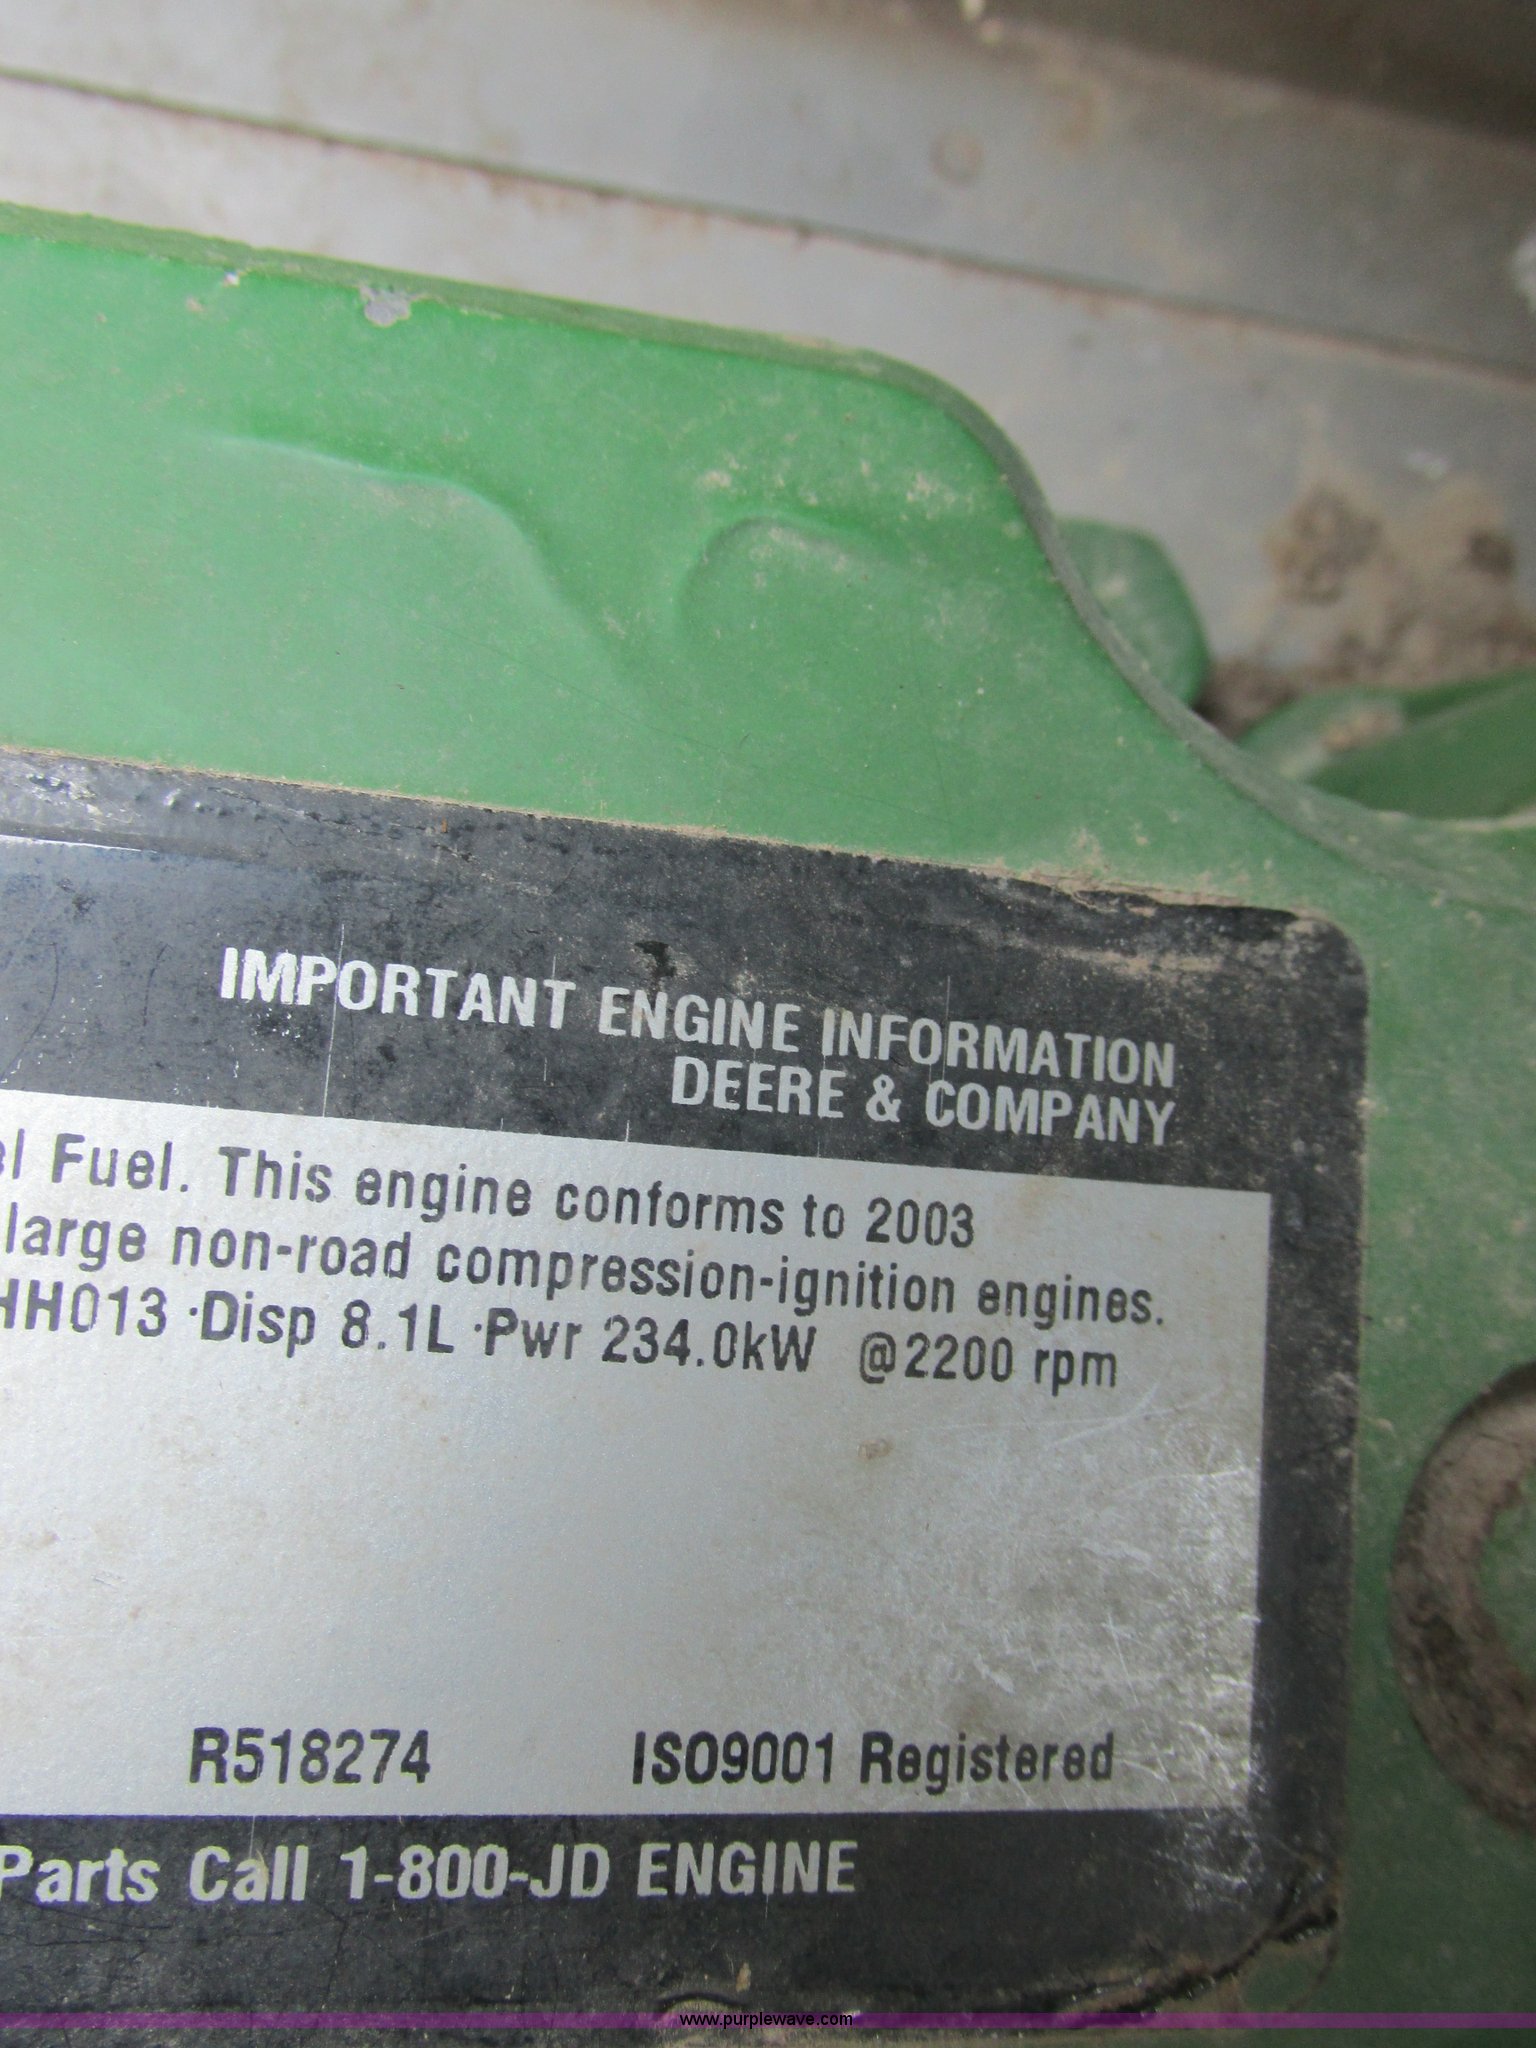 IMPORTANT ENGINE INFORMATION
DEERE & COMPANY
el Fuel. This engine conforms to 2003
large non-road compression-ignition engines.
HH013 ·Disp 8.1L ·Pwr 234.0kW @2200 rpm
R518274 ISO9001 Registered
Parts Call 1-800-JD ENGINE
www.purplewave.com